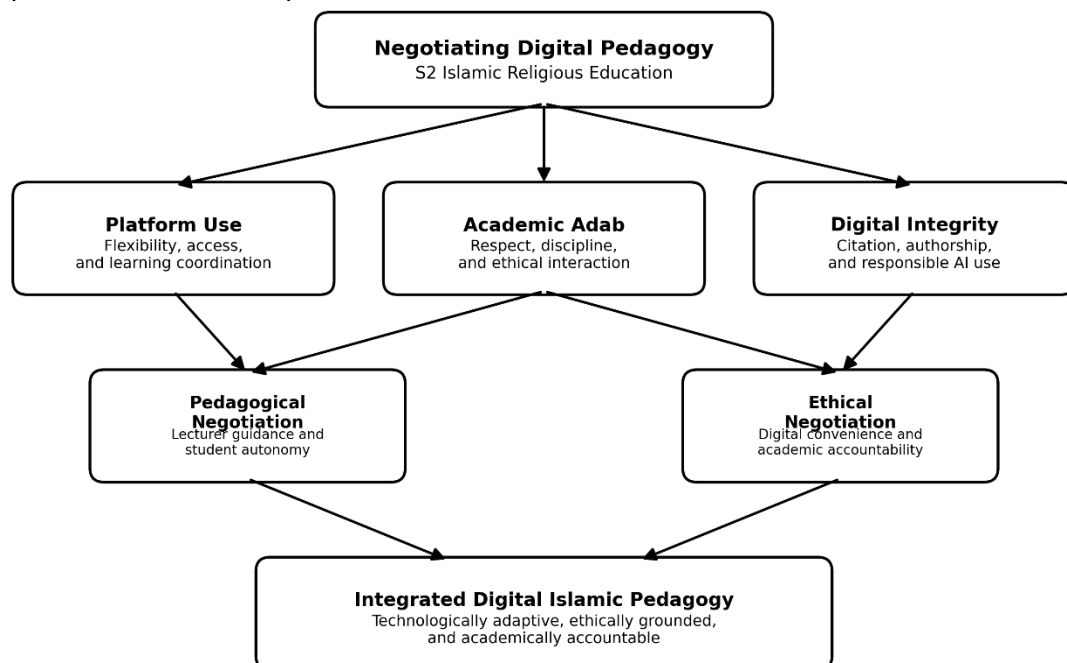 Negotiating Digital Pedagogy
S2 Islamic Religious Education
Platform Use
Flexibility, access,
and learning coordination
Academic Adab
Respect, discipline,
and ethical interaction
Digital Integrity
Citation, authorship,
and responsible AI use
Pedagogical
Negotiation
Lecturer guidance and
student autonomy
Ethical
Negotiation
Digital convenience and
academic accountability
Integrated Digital Islamic Pedagogy
Technologically adaptive, ethically grounded,
and academically accountable